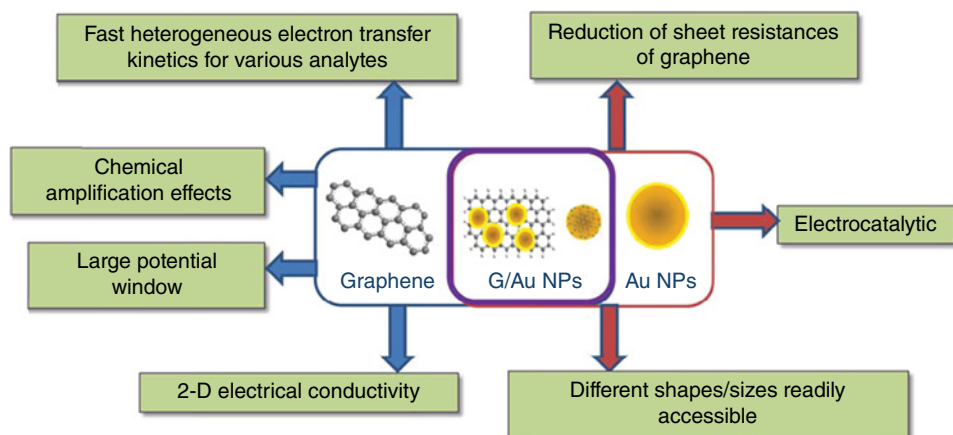 Fast heterogeneous electron transfer
kinetics for various analytes
Reduction of sheet resistances
of graphene
Chemical
amplification effects
Large potential
window
Graphene
G/Au NPs
Au NPs
Electrocatalytic
2-D electrical conductivity
Different shapes/sizes readily
accessible